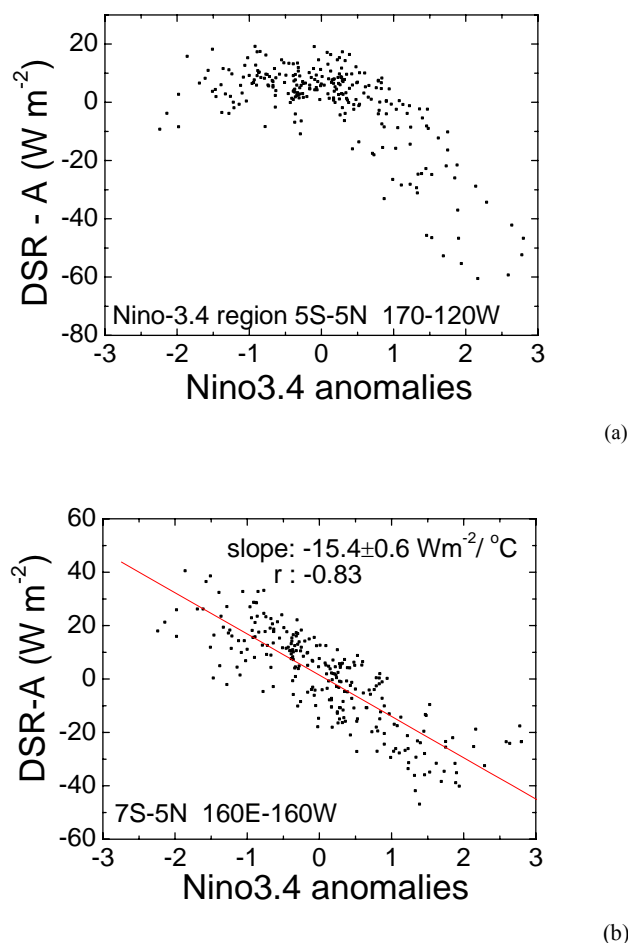 20
0
-20
-40
-60
-80
DSR - A (W m-2)
Nino-3.4 region 5S-5N 170-120W
-3 -2 -1 0 1 2 3
Nino3.4 anomalies
(a)
60
40
20
0
-20
-40
-60
DSR-A (W m-2)
slope: -15.4±0.6 Wm-2/ oC
r : -0.83
7S-5N 160E-160W
-3 -2 -1 0 1 2 3
Nino3.4 anomalies
(b)